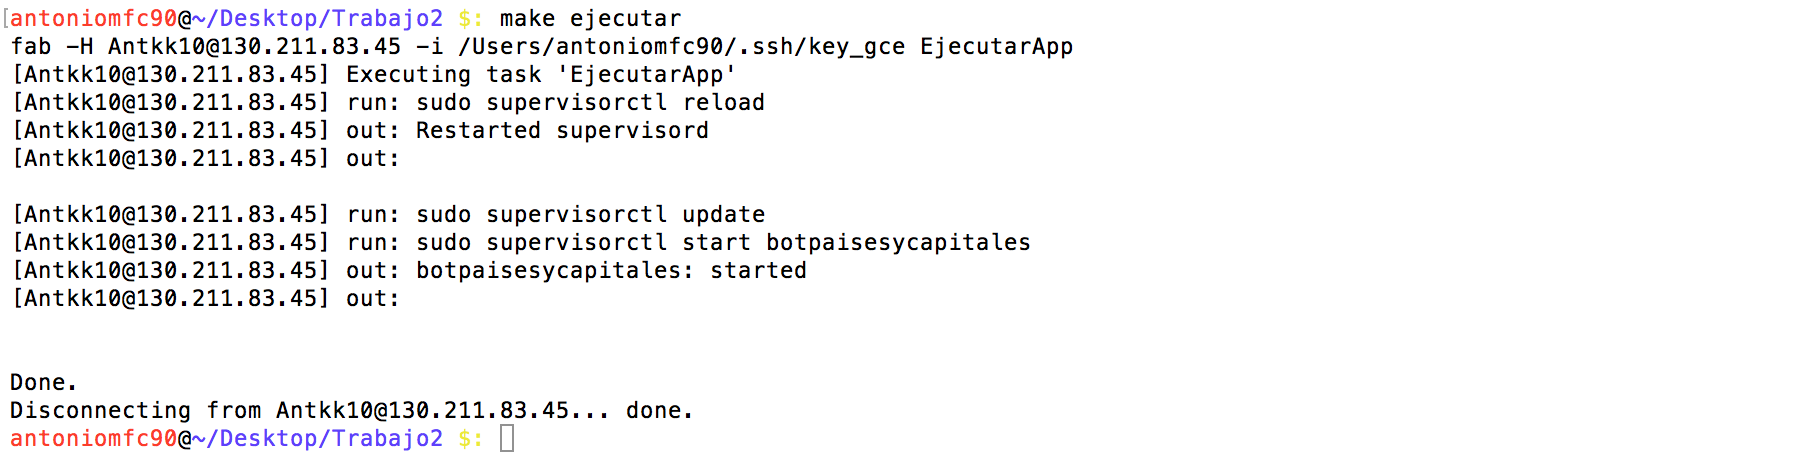 antoniomfc90@~/Desktop/Trabajo2 $: make ejecutar
fab -H Antkk10@130.211.83.45 -i /Users/antoniomfc90/.ssh/key_gce EjecutarApp
[Antkk10@130.211.83.45] Executing task 'EjecutarApp'
[Antkk10@130.211.83.45] run: sudo supervisorctl reload
[Antkk10@130.211.83.45] out: Restarted supervisord
[Antkk10@130.211.83.45] out:
[Antkk10@130.211.83.45] run: sudo supervisorctl update
[Antkk10@130.211.83.45] run: sudo supervisorctl start botpaisesycapitales
[Antkk10@130.211.83.45] out: botpaisesycapitales: started
[Antkk10@130.211.83.45] out:
Done.
Disconnecting from Antkk10@130.211.83.45... done.
antoniomfc90@~/Desktop/Trabajo2 $: